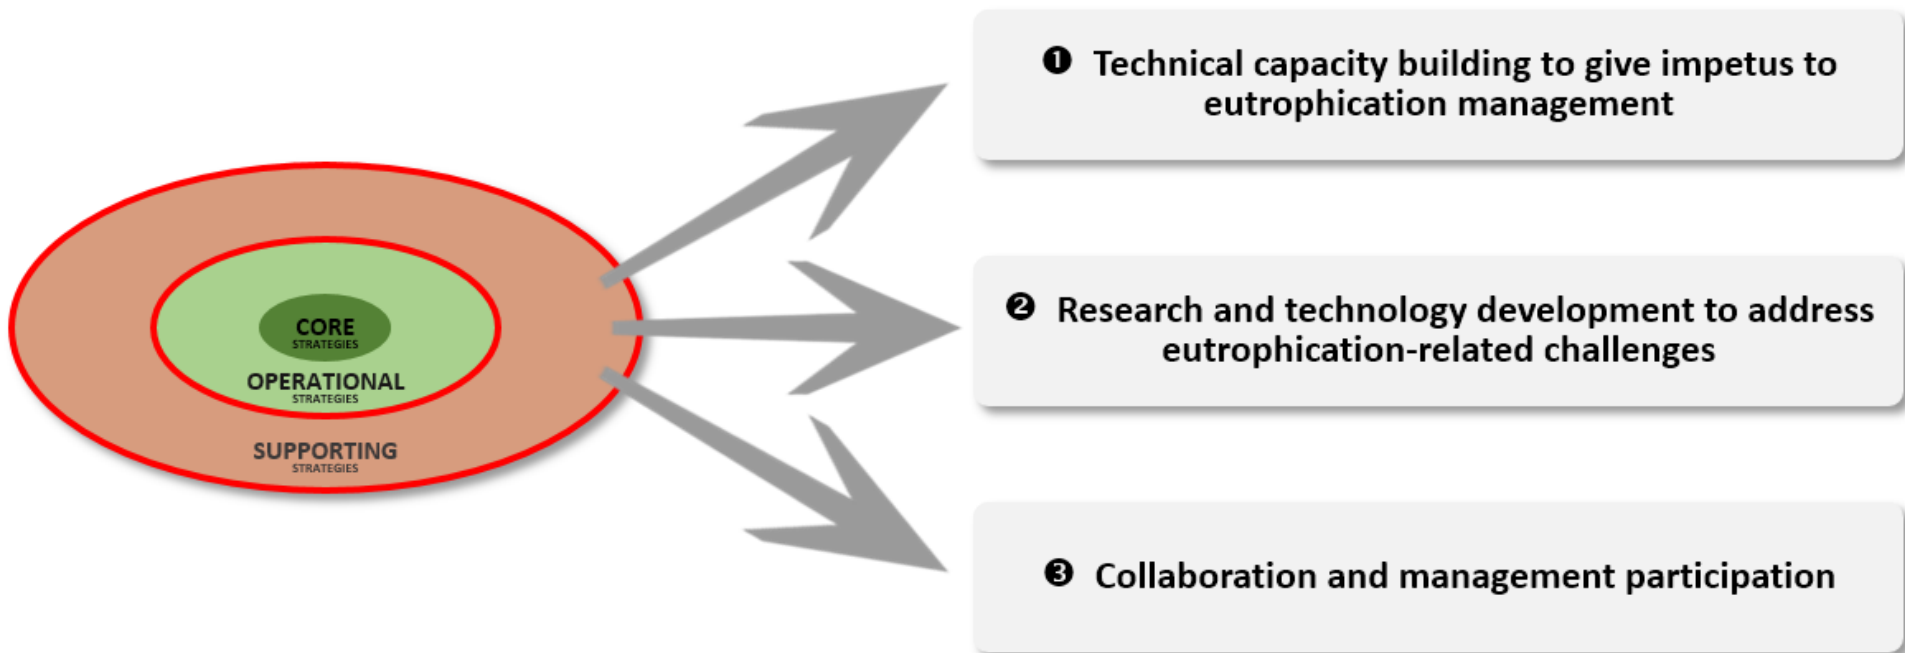 CORE
STRATEGIES
OPERATIONAL
STRATEGIES
SUPPORTING
STRATEGIES
❶ Technical capacity building to give impetus to
eutrophication management
❷ Research and technology development to address
eutrophication-related challenges
❸ Collaboration and management participation